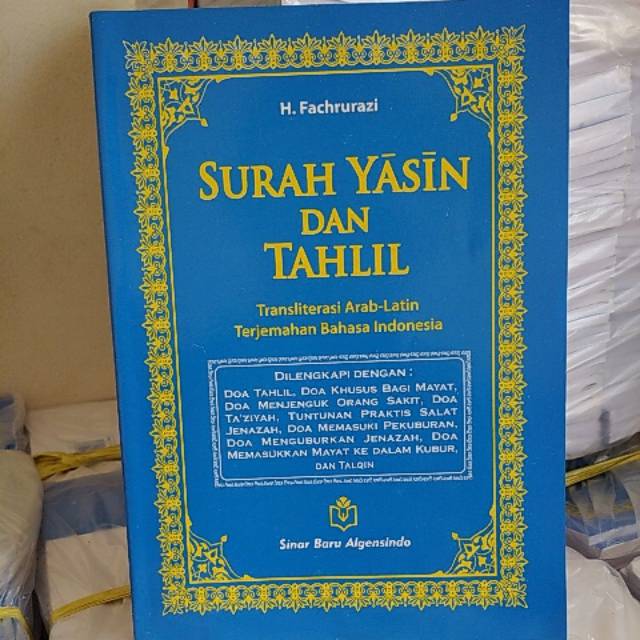 H. Fachrurazi
SURAH YĀSĪN
DAN
TAHLIL
Transliterasi Arab-Latin
Terjemahan Bahasa Indonesia
DILENGKAPI DENGAN :
DOA TAHLIL, DOA KHUSUS BAGI MAYAT,
DOA MENJENGUK ORANG SAKIT, DOA
TA'ZIYAH, TUNTUNAN PRAKTIS SALAT
JENAZAH, DOA MEMASUKI PEKUBURAN,
DOA MENGUBURKAN JENAZAH, DOA
MEMASUKKAN MAYAT KE DALAM KUBUR,
DAN TALQIN
Sinar Baru Algensindo